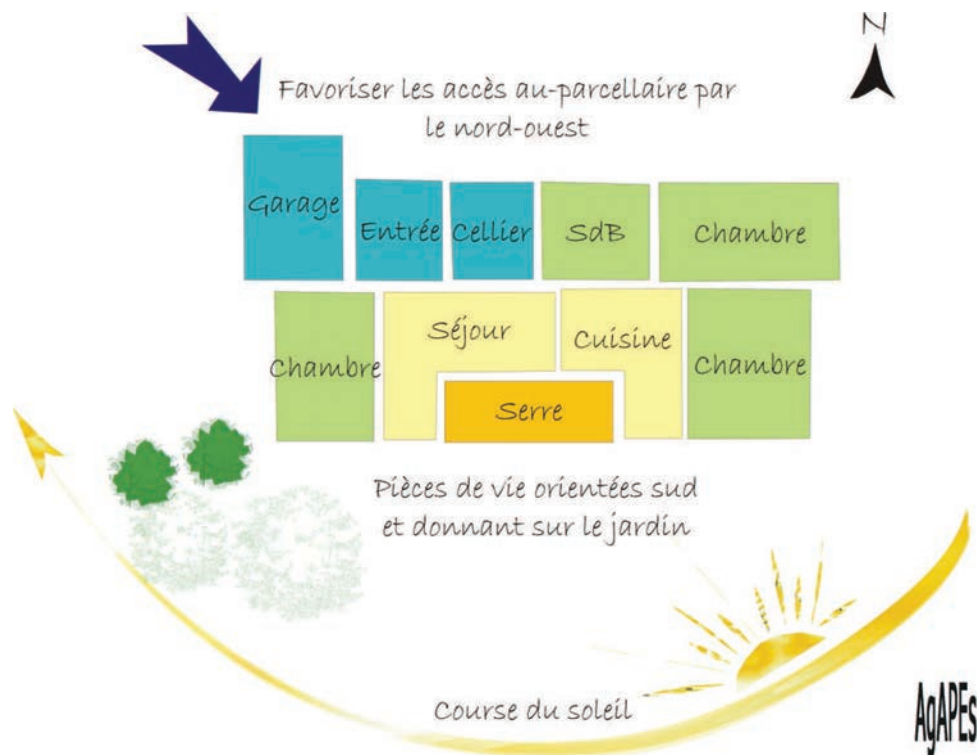 N
Favoriser les accès au-parcellaire par
le nord-ouest
Garage
Entrée
Cellier
SdB
Chambre
Chambre
Séjour
Cuisine
Chambre
Serre
Pièces de vie orientées sud
et donnant sur le jardin
Course du soleil
AgAPEs